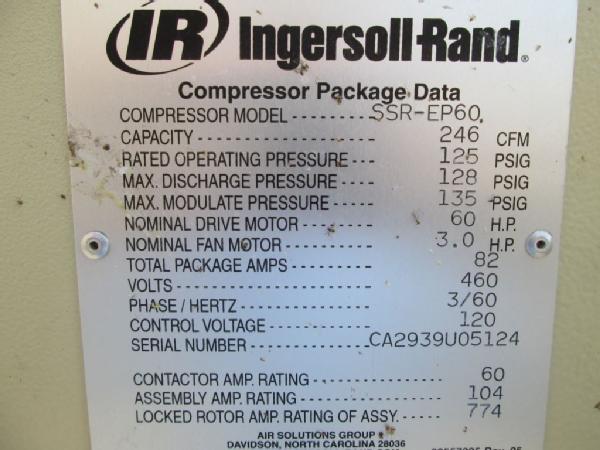 IR Ingersoll-Rand®
Compressor Package Data
COMPRESSOR MODEL ---- SSR-EP60
CAPACITY -------------------- 246 CFM
RATED OPERATING PRESSURE ---- 125 PSIG
MAX. DISCHARGE PRESSURE ---- 128 PSIG
MAX. MODULATE PRESSURE ---- 135 PSIG
NOMINAL DRIVE MOTOR -------- 60 H.P.
NOMINAL FAN MOTOR ---------- 3.0 H.P.
TOTAL PACKAGE AMPS --------- 82
VOLTS ----------------------- 460
PHASE / HERTZ --------------- 3/60
CONTROL VOLTAGE ------------ 120
SERIAL NUMBER -------------- CA2939U05124
CONTACTOR AMP. RATING ------------ 60
ASSEMBLY AMP. RATING ------------- 104
LOCKED ROTOR AMP. RATING OF ASSY. ---- 774
AIR SOLUTIONS GROUP
DAVIDSON, NORTH CAROLINA 28036